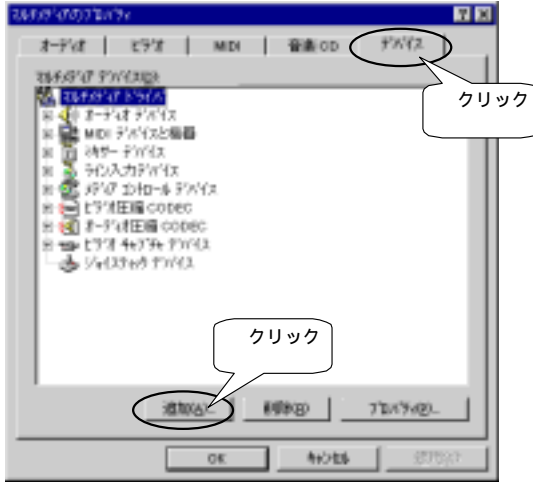 マルチメディアのプロパティ
オーディオ ビデオ MIDI 音楽 CD デバイス
マルチメディア デバイス(D):
マルチメディア ドライバ
オーディオ デバイス
MIDI デバイスと機器
ミキサー デバイス
ライン入力デバイス
メディア コントロール デバイス
ビデオ圧縮 CODEC
オーディオ圧縮 CODEC
ビデオ キャプチャ デバイス
ジョイスティック デバイス
クリック
クリック
追加(A)... 削除(R) プロパティ(P)...
OK キャンセル 適用(A)